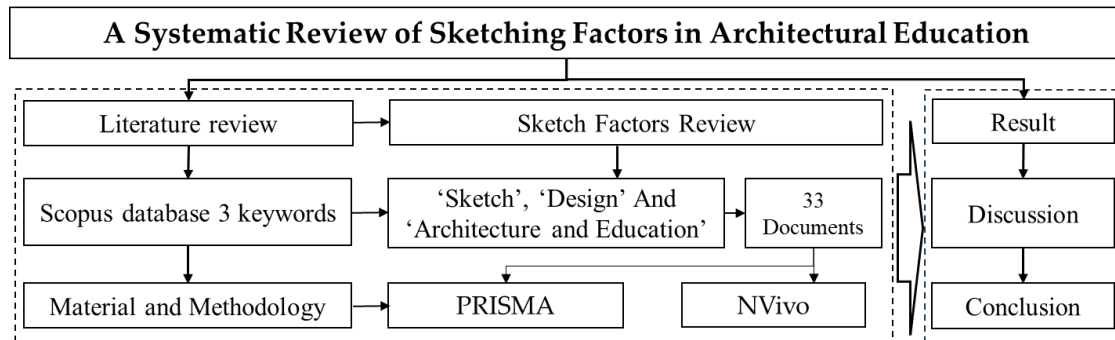 A Systematic Review of Sketching Factors in Architectural Education
Literature review
Sketch Factors Review
Result
Scopus database 3 keywords
‘Sketch’, ‘Design’ And
‘Architecture and Education’
33
Documents
Discussion
Material and Methodology
PRISMA
NVivo
Conclusion